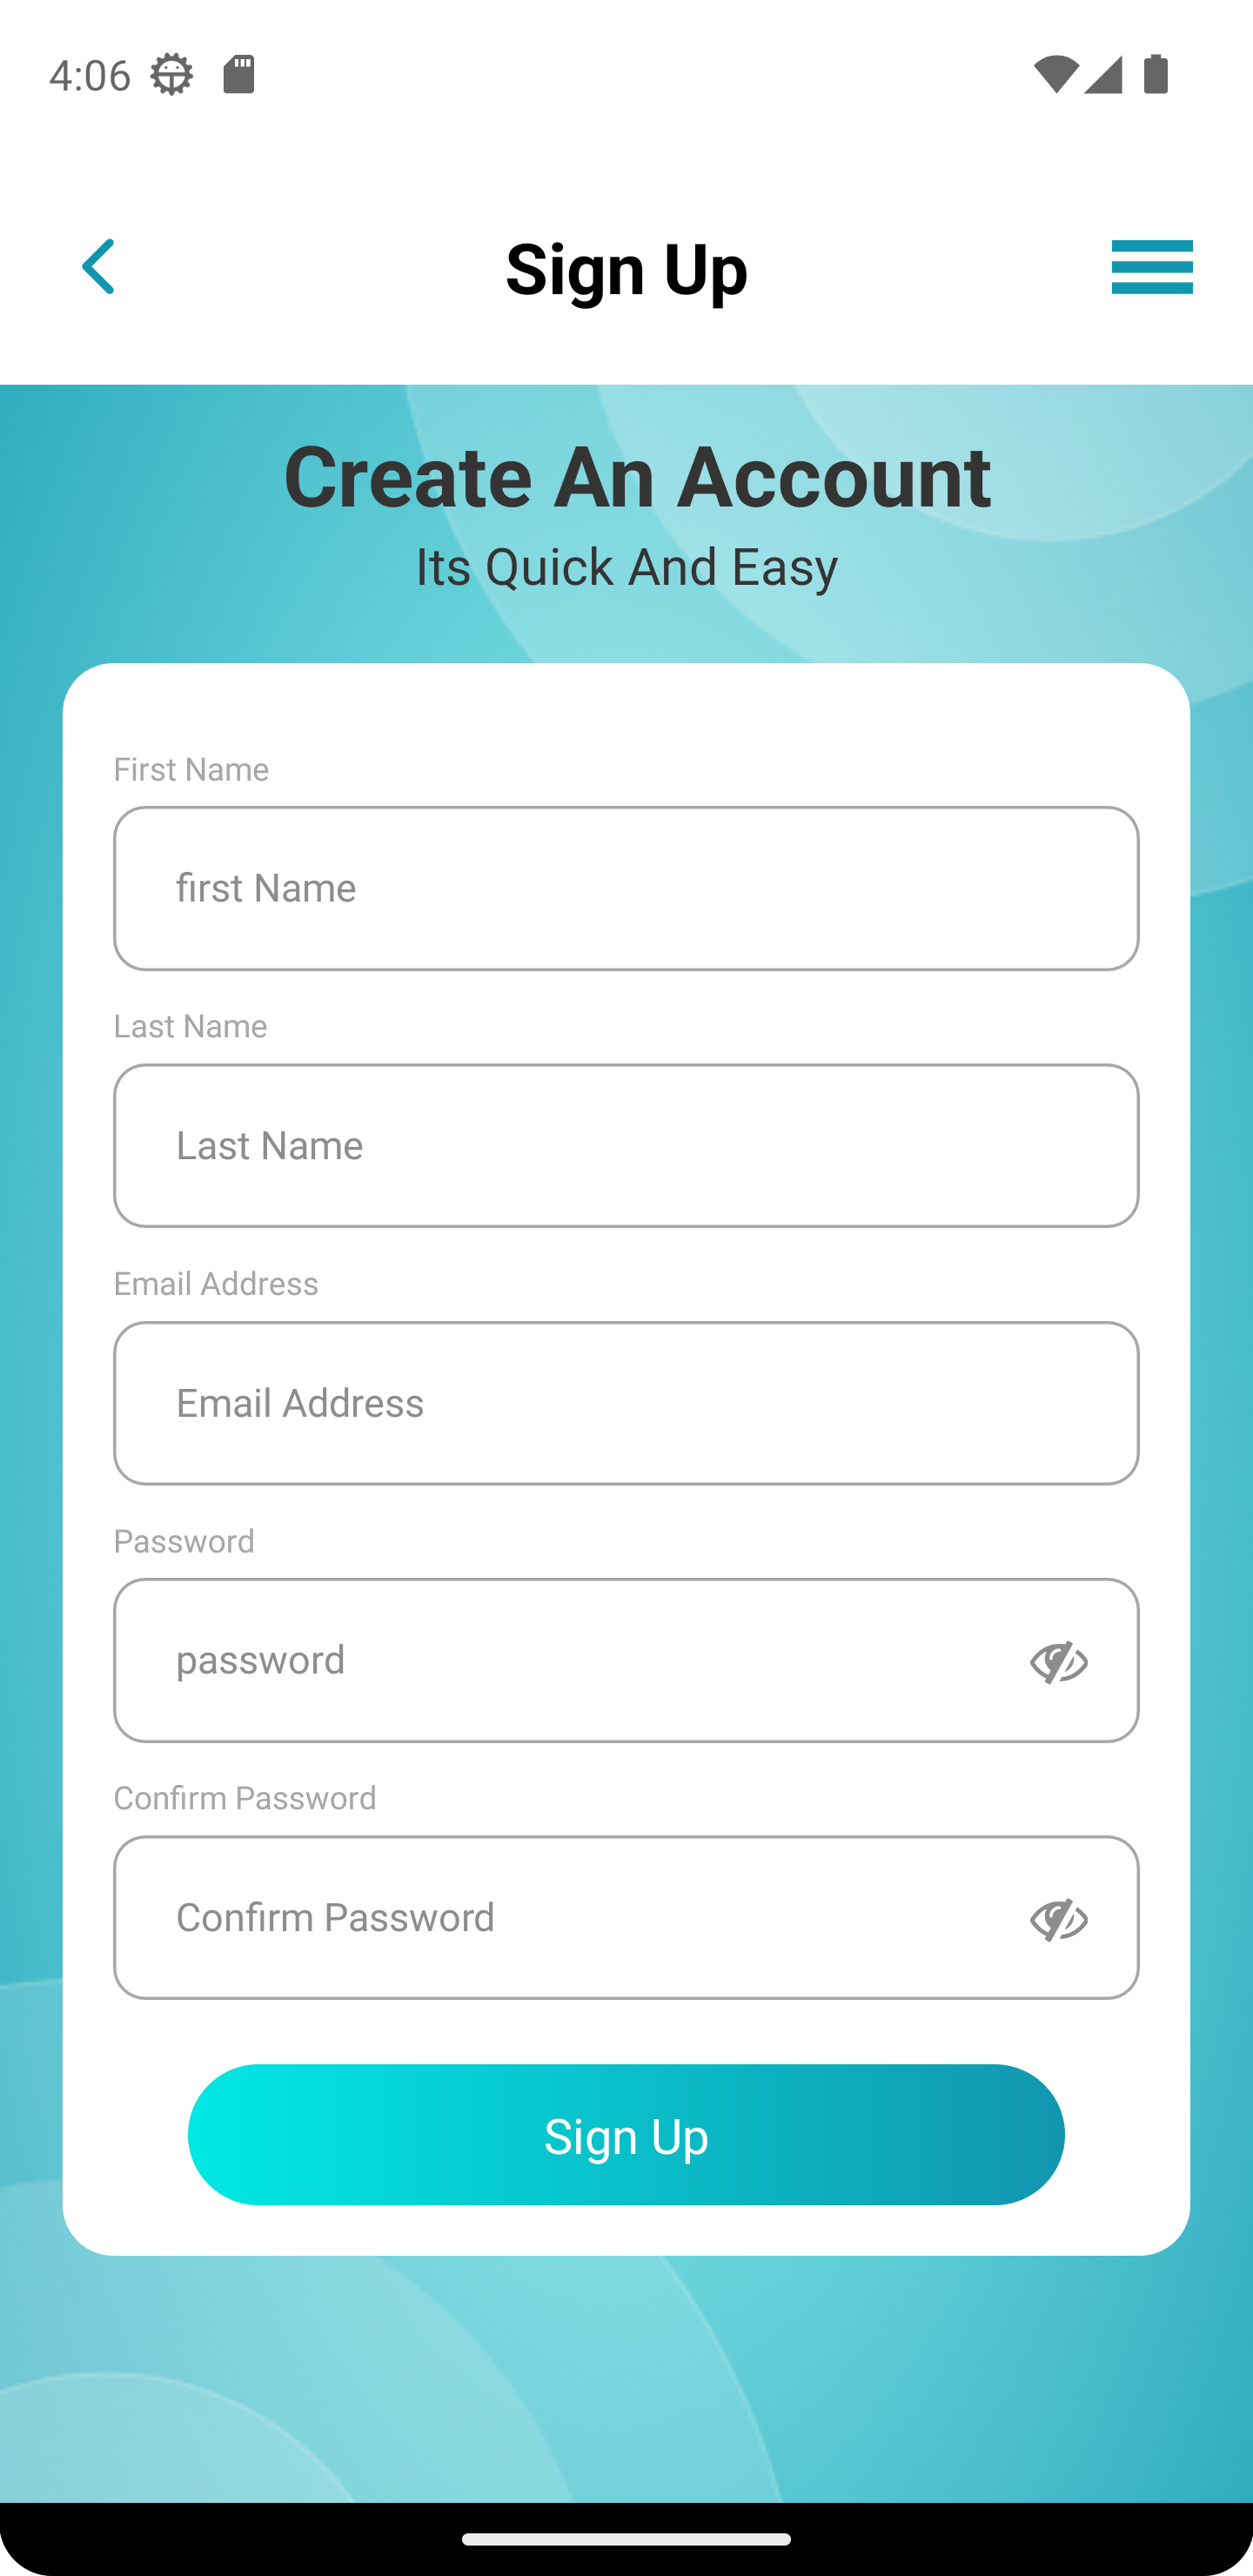 4:06
Sign Up
Create An Account
Its Quick And Easy
First Name
first Name
Last Name
Last Name
Email Address
Email Address
Password
password
Confirm Password
Confirm Password
Sign Up